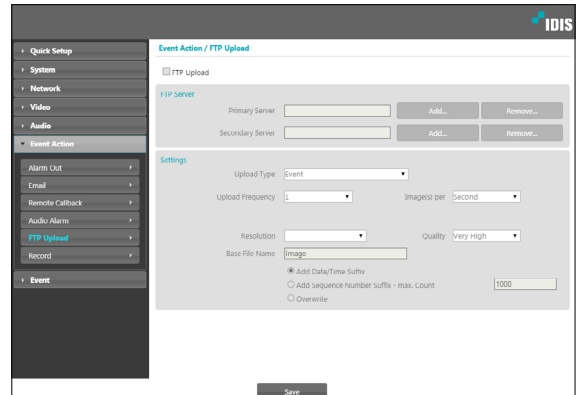 IDIS
Quick Setup
System
Network
Video
Audio
Event Action
Alarm Out
Email
Remote Callback
Audio Alarm
FTP Upload
Record
Event
Event Action / FTP Upload
FTP Upload
FTP Server
Primary Server Add... Remove...
Secondary Server Add... Remove...
Settings
Upload Type Event
Upload Frequency 1 Image(s) per Second
Resolution Quality Very High
Base File Name Image
Add Date/Time Suffix
Add Sequence Number Suffix - max. Count 1000
Overwrite
Save